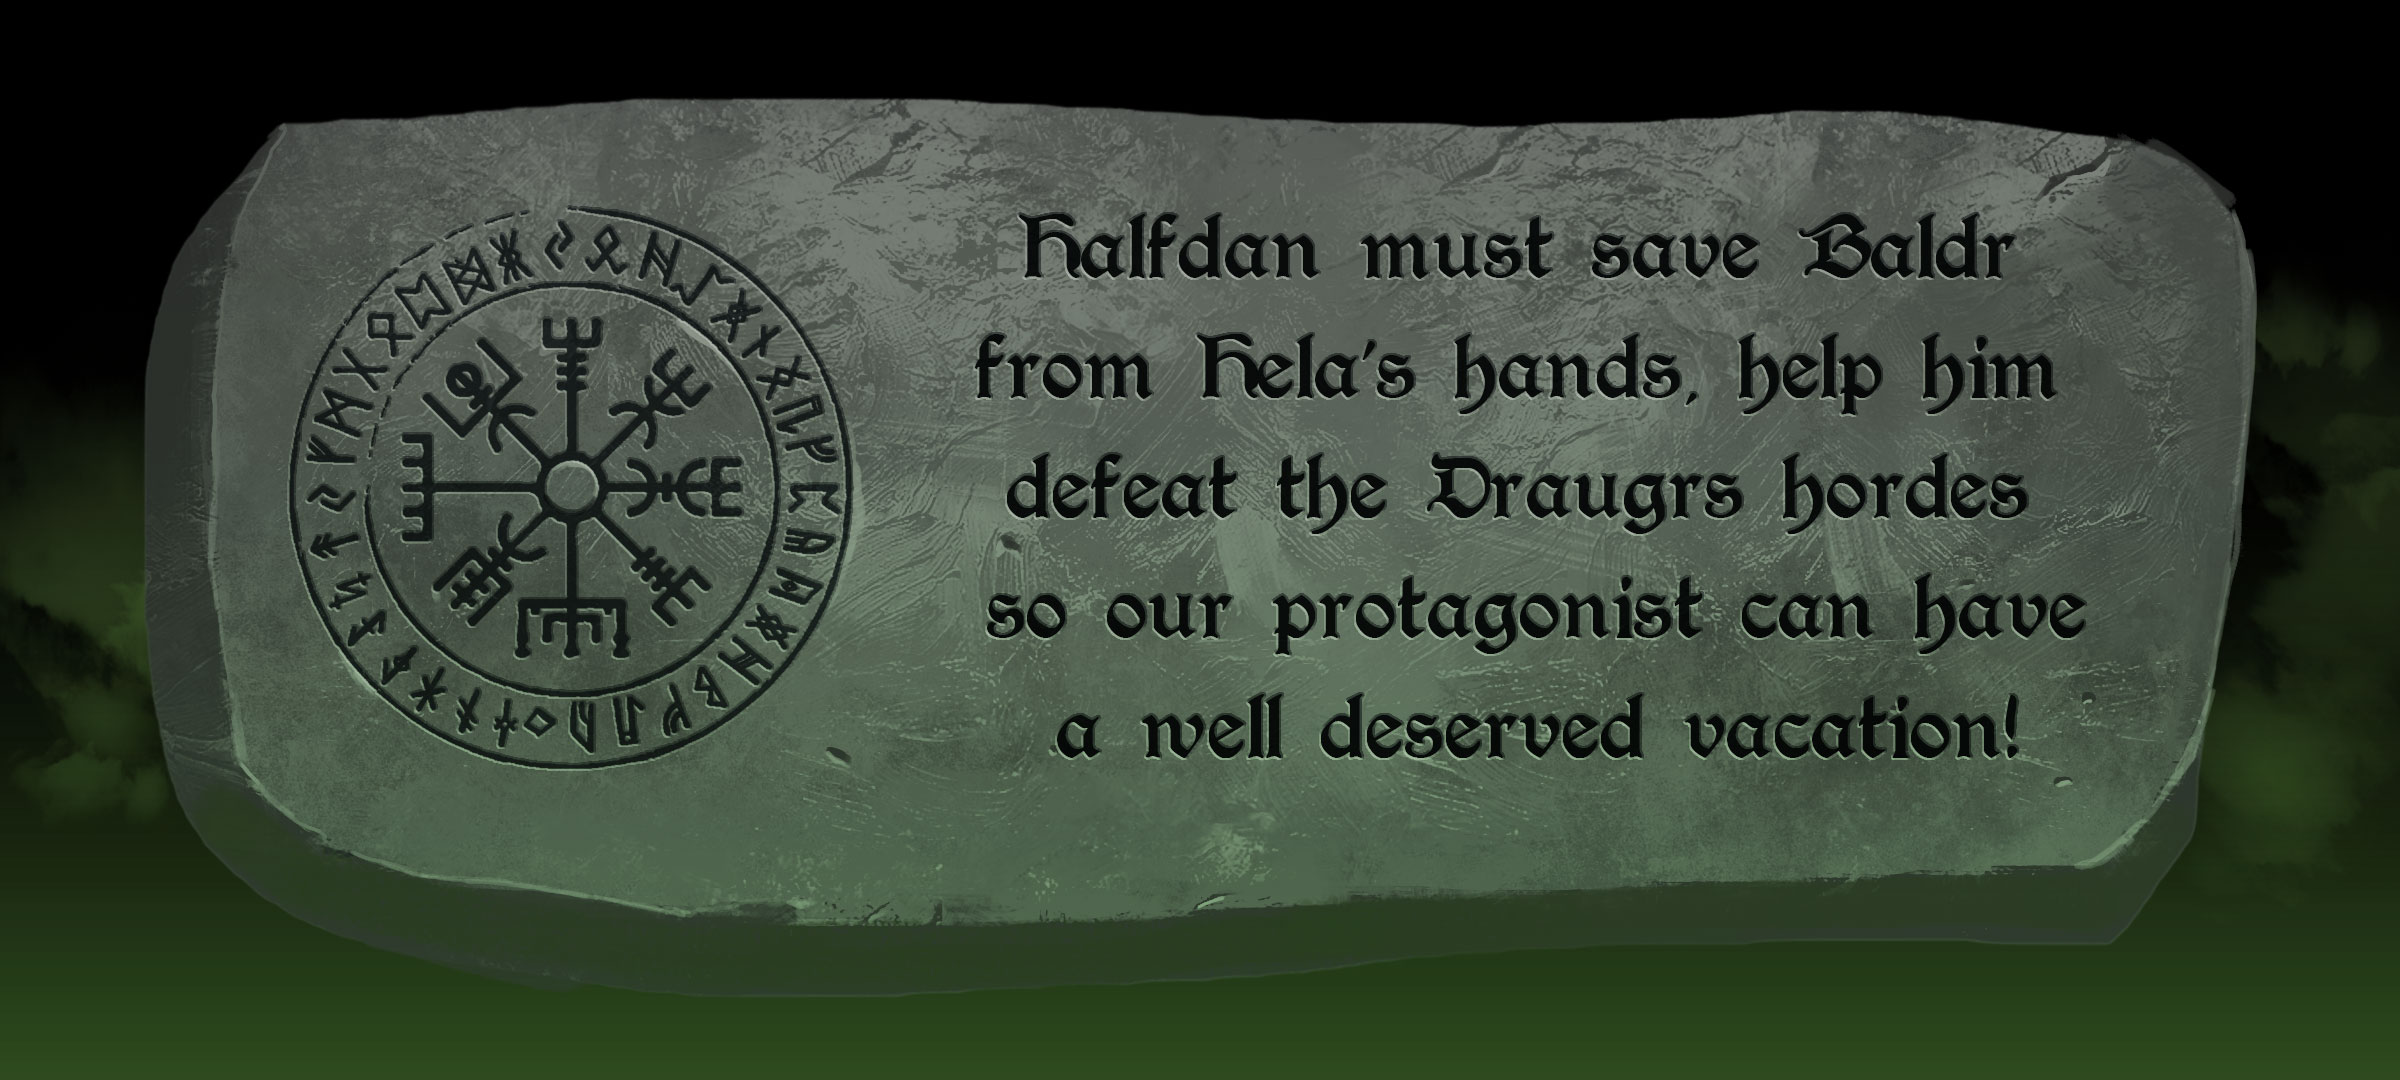 Halfdan must save Baldr
from Hela's hands, help him
defeat the Draugrs hordes
so our protagonist can have
a well deserved vacation!